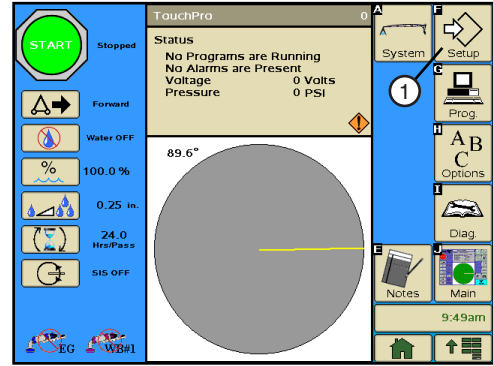 TouchPro 0
START
Stopped
Status
No Programs are Running
No Alarms are Present
Voltage 0 Volts
Pressure 0 PSI
Forward
Water OFF
%
100.0 %
0.25 in.
24.0
Hrs/Pass
SIS OFF
EG
WB#1
89.6°
A
System
F
Setup
1
G
Prog.
H
A B
C
Options
I
Diag.
E
Notes
J
Main
9:49am